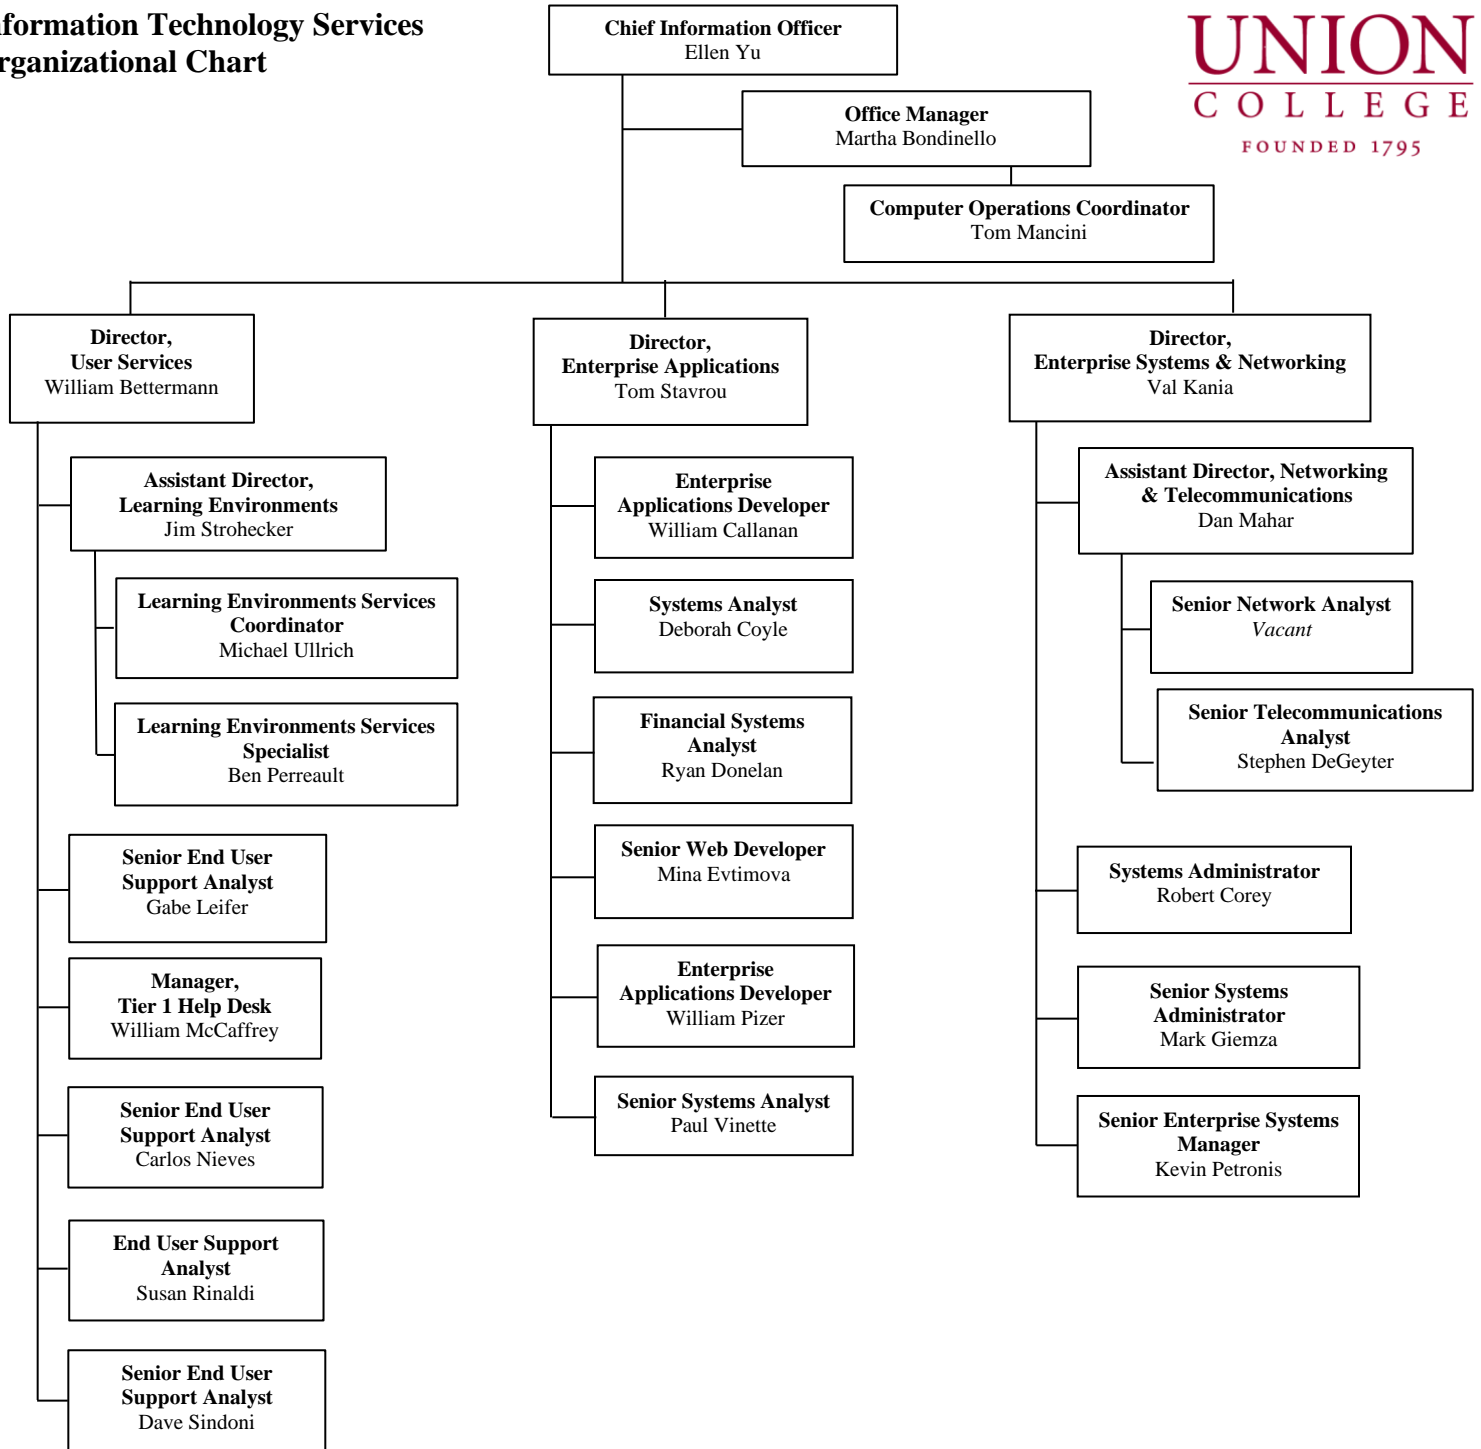 nformation Technology Services
rganizational Chart
Chief Information Officer
Ellen Yu
UNION
COLLEGE
FOUNDED 1795
Office Manager
Martha Bondinello
Computer Operations Coordinator
Tom Mancini
Director,
User Services
William Bettermann
Assistant Director,
Learning Environments
Jim Strohecker
Learning Environments Services
Coordinator
Michael Ullrich
Learning Environments Services
Specialist
Ben Perreault
Senior End User
Support Analyst
Gabe Leifer
Manager,
Tier 1 Help Desk
William McCaffrey
Senior End User
Support Analyst
Carlos Nieves
End User Support
Analyst
Susan Rinaldi
Senior End User
Support Analyst
Dave Sindoni
Director,
Enterprise Applications
Tom Stavrou
Enterprise
Applications Developer
William Callanan
Systems Analyst
Deborah Coyle
Financial Systems
Analyst
Ryan Donelan
Senior Web Developer
Mina Evtimova
Enterprise
Applications Developer
William Pizer
Senior Systems Analyst
Paul Vinette
Director,
Enterprise Systems & Networking
Val Kania
Assistant Director, Networking
& Telecommunications
Dan Mahar
Senior Network Analyst
Vacant
Senior Telecommunications
Analyst
Stephen DeGeyter
Systems Administrator
Robert Corey
Senior Systems
Administrator
Mark Giemza
Senior Enterprise Systems
Manager
Kevin Petronis